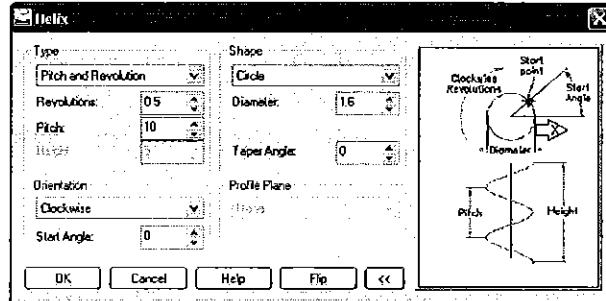 Helix
Type
Pitch and Revolution
Revolutions: 0.5
Pitch: 10
Height 5
Orientation
Clockwise
Start Angle: 0
Shape
Circle
Diameter: 1.6
Taper Angle: 0
Profile Plane
Start point
Start Angle
Clockwise Revolutions
X
Diameter
Pitch
Height
OK Cancel Help Flip <<